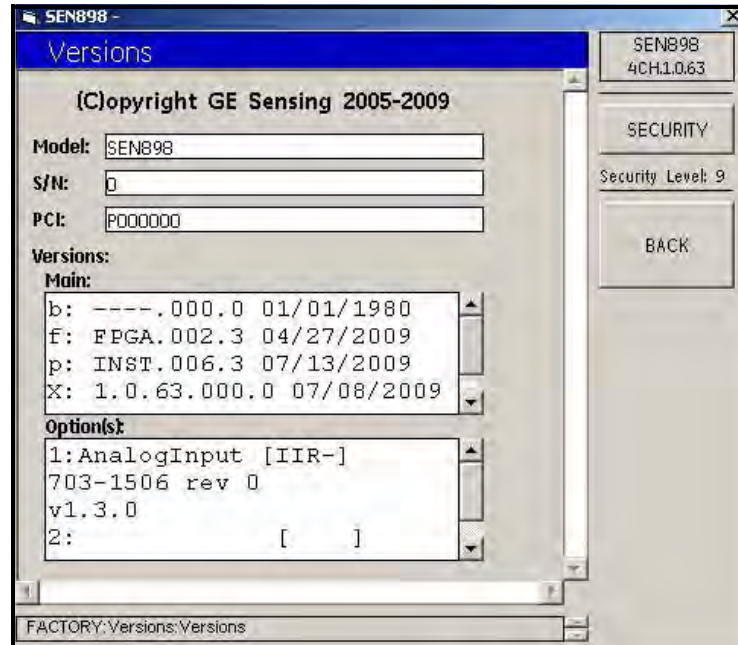 SEN898 -
Versions
(C)opyright GE Sensing 2005-2009
Model: SEN898
S/N: 0
PCI: P000000
Versions:
Main:
b: ----.000.0 01/01/1980
f: FPGA.002.3 04/27/2009
p: INST.006.3 07/13/2009
X: 1.0.63.000.0 07/08/2009
Option(s):
1:AnalogInput [IIR-]
703-1506 rev 0
v1.3.0
2: [ ]
FACTORY:Versions:Versions
SEN898
4CH.1.0.63
SECURITY
Security Level: 9
BACK